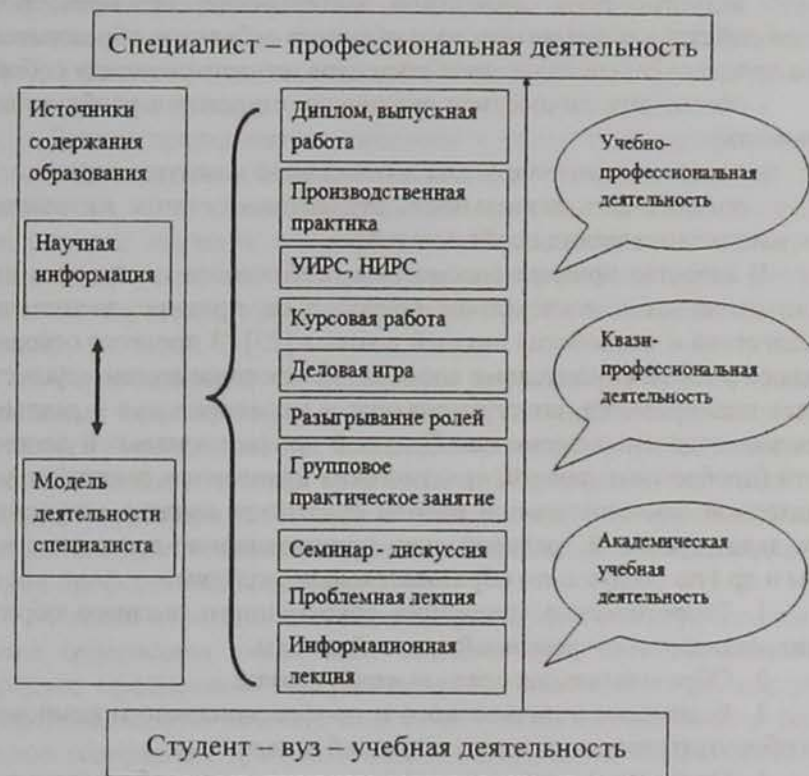 Специалист – профессиональная деятельность
Источники
содержания
образования
Научная
информация
Модель
деятельности
специалиста
Диплом, выпускная
работа
Производственная
практика
УИРС, НИРС
Курсовая работа
Деловая игра
Разыгрывание ролей
Групповое
практическое занятие
Семинар - дискуссия
Проблемная лекция
Информационная
лекция
Учебно-
профессиональная
деятельность
Квази-
профессиональная
деятельность
Академическая
учебная
деятельность
Студент – вуз – учебная деятельность